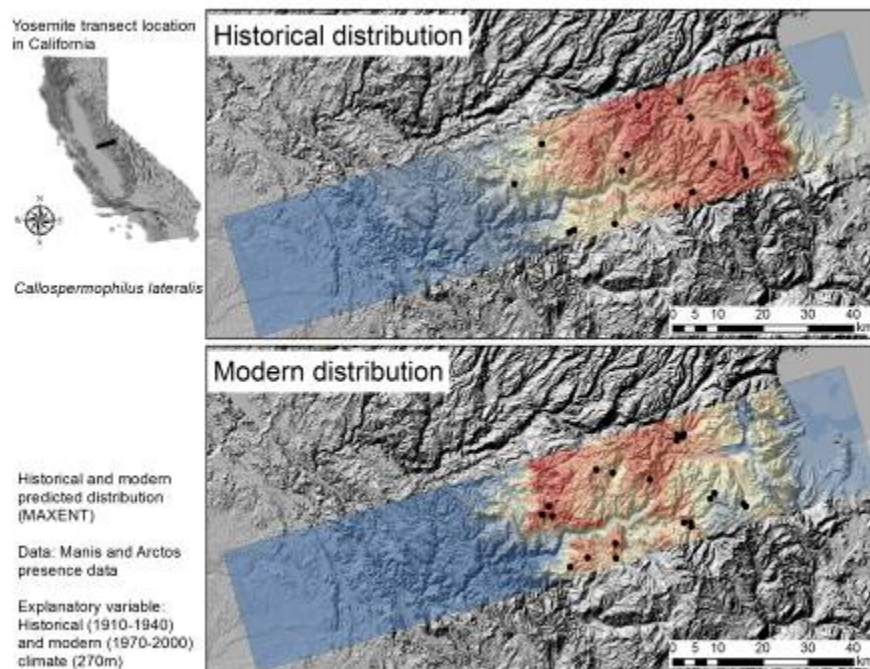 Yosemite transect location
in California
Historical distribution
Callospermophilus lateralis
0 5 10 20 30 40
km
Modern distribution
Historical and modern
predicted distribution
(MAXENT)
Data: Manis and Arctos
presence data
Explanatory variable:
Historical (1910-1940)
and modern (1970-2000)
climate (270m)
0 5 10 20 30 40
km